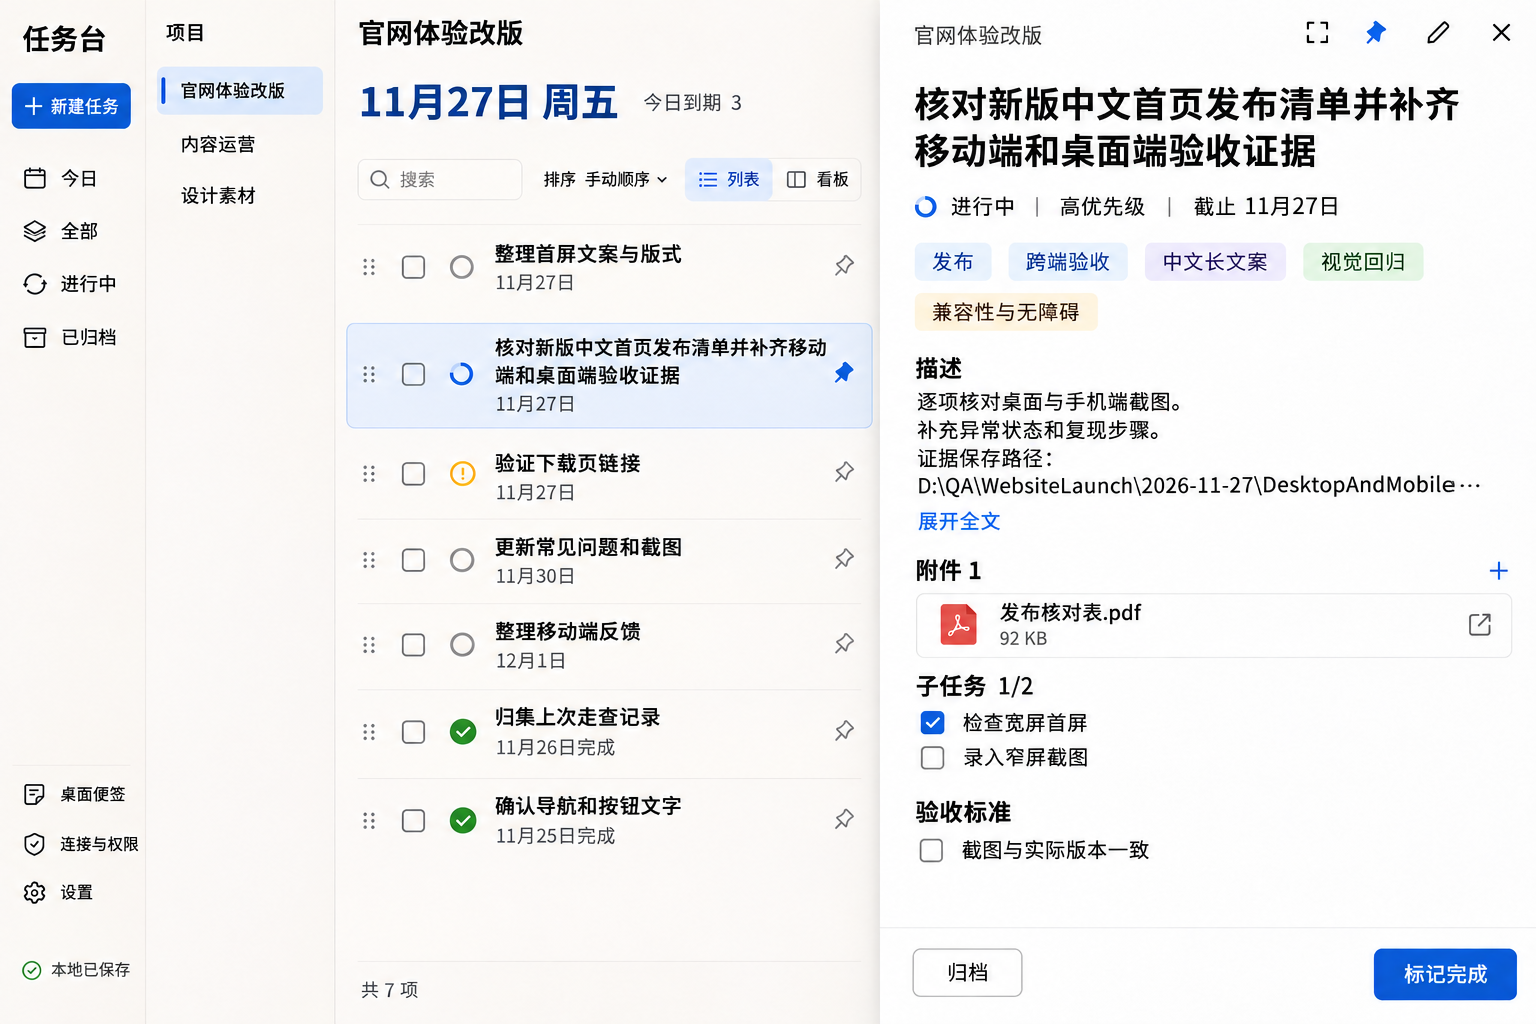 任务台
新建任务
今日
全部
进行中
已归档
桌面便签
连接与权限
设置
本地已保存
项目
官网体验改版
内容运营
设计素材
官网体验改版
11月27日 周五 今日到期 3
搜索 排序 手动顺序 列表 看板
整理首屏文案与版式
11月27日
核对新版中文首页发布清单并补齐移动
端和桌面端验收证据
11月27日
验证下载页链接
11月27日
更新常见问题和截图
11月30日
整理移动端反馈
12月1日
归集上次走查记录
11月26日完成
确认导航和按钮文字
11月25日完成
共 7 项
官网体验改版
核对新版中文首页发布清单并补齐
移动端和桌面端验收证据
进行中 | 高优先级 | 截止 11月27日
发布 跨端验收 中文长文案 视觉回归
兼容性与无障碍
描述
逐项核对桌面与手机端截图。
补充异常状态和复现步骤。
证据保存路径：
D:\QA\WebsiteLaunch\2026-11-27\DesktopAndMobile…
展开全文
附件 1
发布核对表.pdf
92 KB
子任务 1/2
检查宽屏首屏
录入窄屏截图
验收标准
截图与实际版本一致
归档 标记完成